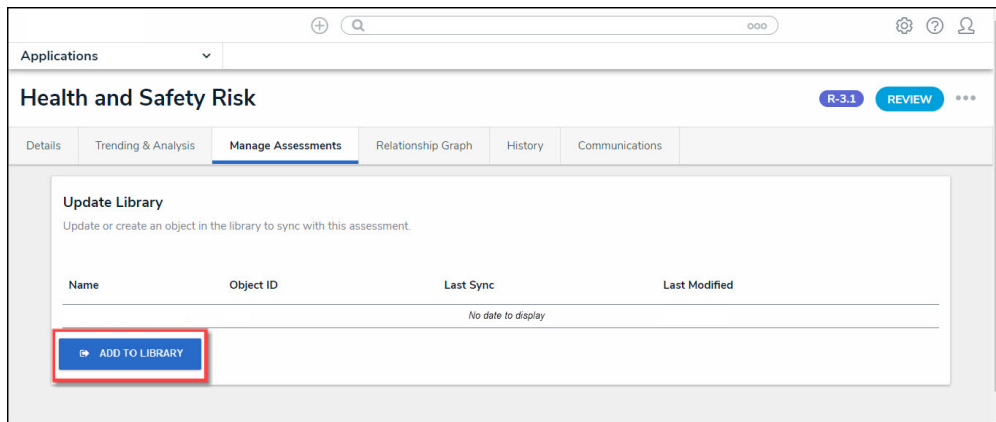 Applications
Health and Safety Risk
R-3.1 REVIEW
Details Trending & Analysis Manage Assessments Relationship Graph History Communications
Update Library
Update or create an object in the library to sync with this assessment.
Name Object ID Last Sync Last Modified
No date to display
ADD TO LIBRARY